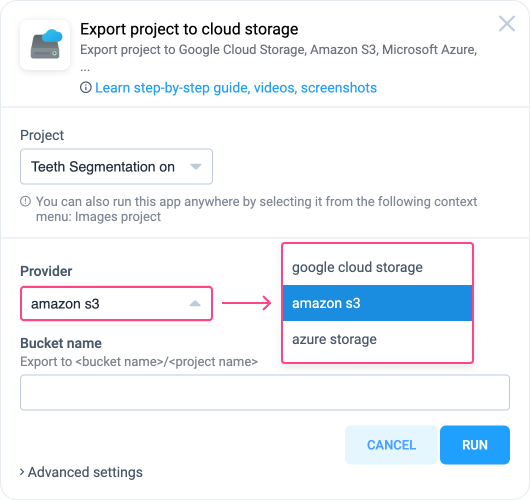 Export project to cloud storage
Export project to Google Cloud Storage, Amazon S3, Microsoft Azure,
...
Learn step-by-step guide, videos, screenshots
Project
Teeth Segmentation on
You can also run this app anywhere by selecting it from the following context
menu: Images project
Provider
amazon s3
google cloud storage
amazon s3
azure storage
Bucket name
Export to <bucket name>/<project name>
CANCEL
RUN
Advanced settings